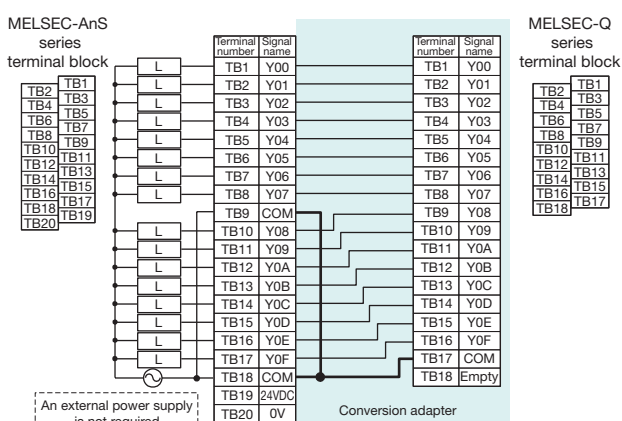 MELSEC-AnS
series
terminal block
TB1
TB2
TB3
TB4
TB5
TB6
TB7
TB8
TB9
TB10
TB11
TB12
TB13
TB14
TB15
TB16
TB17
TB18
TB19
TB20
Terminal number Signal name
L TB1 Y00
L TB2 Y01
L TB3 Y02
L TB4 Y03
L TB5 Y04
L TB6 Y05
L TB7 Y06
L TB8 Y07
TB9 COM
L TB10 Y08
L TB11 Y09
L TB12 Y0A
L TB13 Y0B
L TB14 Y0C
L TB15 Y0D
L TB16 Y0E
L TB17 Y0F
TB18 COM
TB19 24VDC
TB20 0V
An external power supply
is not required
Terminal number Signal name
TB1 Y00
TB2 Y01
TB3 Y02
TB4 Y03
TB5 Y04
TB6 Y05
TB7 Y06
TB8 Y07
TB9 Y08
TB10 Y09
TB11 Y0A
TB12 Y0B
TB13 Y0C
TB14 Y0D
TB15 Y0E
TB16 Y0F
TB17 COM
TB18 Empty
Conversion adapter
MELSEC-Q
series
terminal block
TB1
TB2
TB3
TB4
TB5
TB6
TB7
TB8
TB9
TB10
TB11
TB12
TB13
TB14
TB15
TB16
TB17
TB18